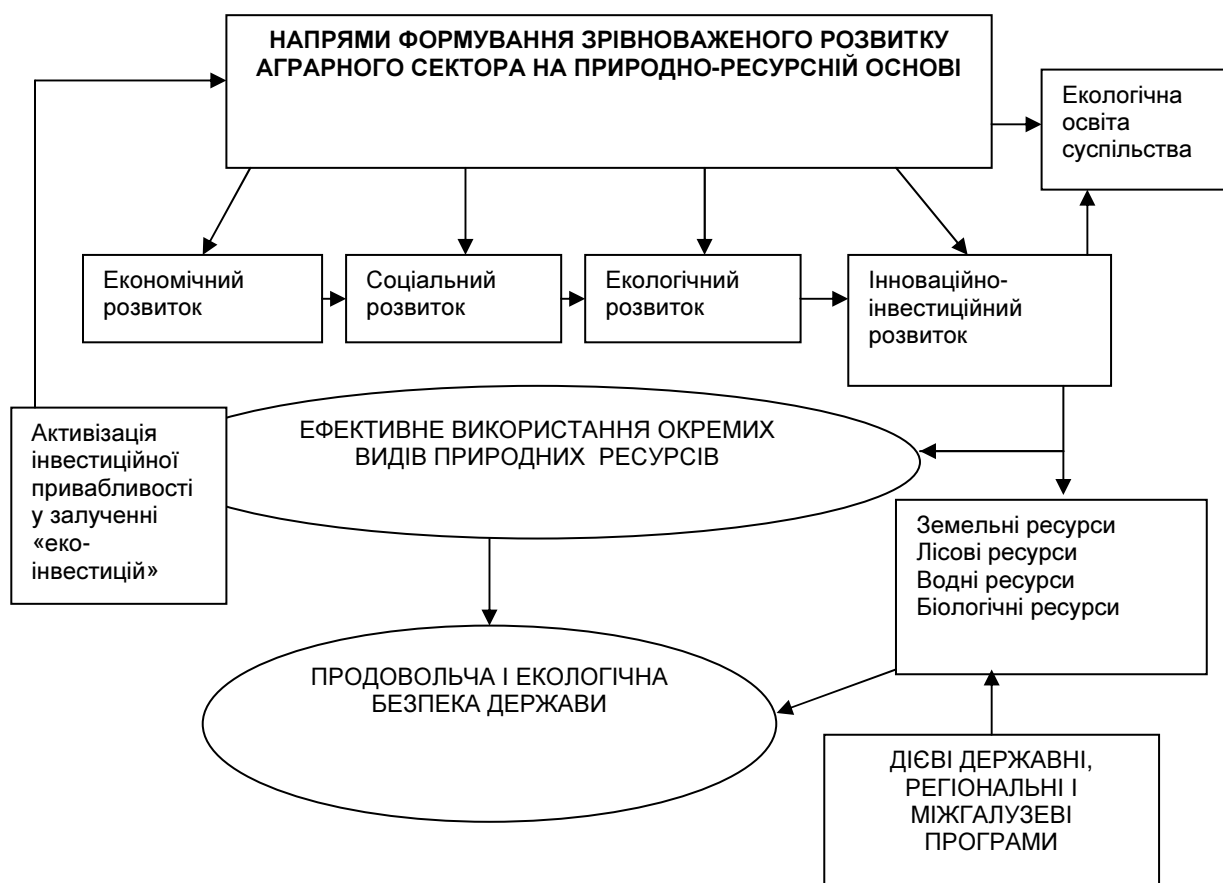 НАПРЯМИ ФОРМУВАННЯ ЗРІВНОВАЖЕНОГО РОЗВИТКУ
АГРАРНОГО СЕКТОРА НА ПРИРОДНО-РЕСУРСНІЙ ОСНОВІ
Екологічна
освіта
суспільства
Економічний
розвиток
Соціальний
розвиток
Екологічний
розвиток
Інноваційно-
інвестиційний
розвиток
Активізація
інвестиційної
привабливості
у залученні
«еко-
інвестицій»
ЕФЕКТИВНЕ ВИКОРИСТАННЯ ОКРЕМИХ
ВИДІВ ПРИРОДНИХ РЕСУРСІВ
Земельні ресурси
Лісові ресурси
Водні ресурси
Біологічні ресурси
ПРОДОВОЛЬЧА І ЕКОЛОГІЧНА
БЕЗПЕКА ДЕРЖАВИ
ДІЄВІ ДЕРЖАВНІ,
РЕГІОНАЛЬНІ І
МІЖГАЛУЗЕВІ
ПРОГРАМИ